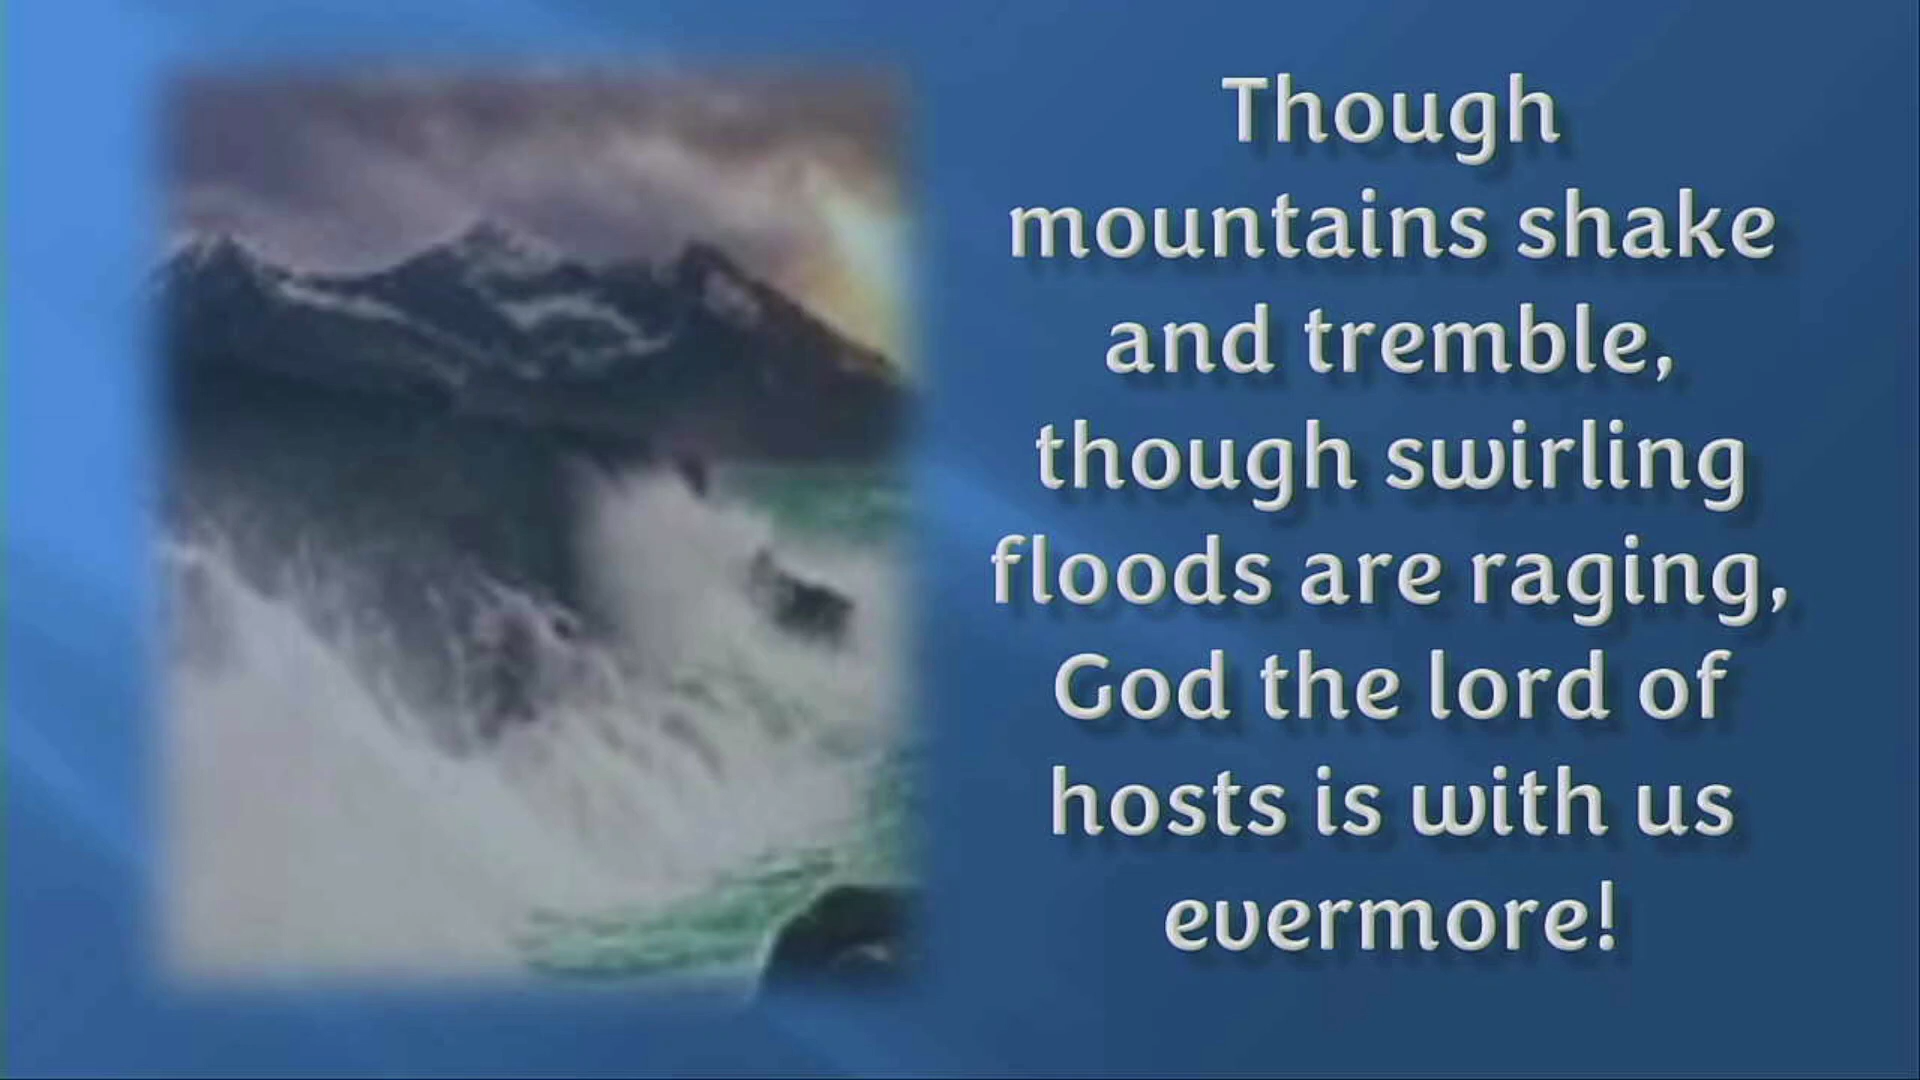 Though
mountains shake
and tremble,
though swirling
floods are raging,
God the lord of
hosts is with us
evermore!